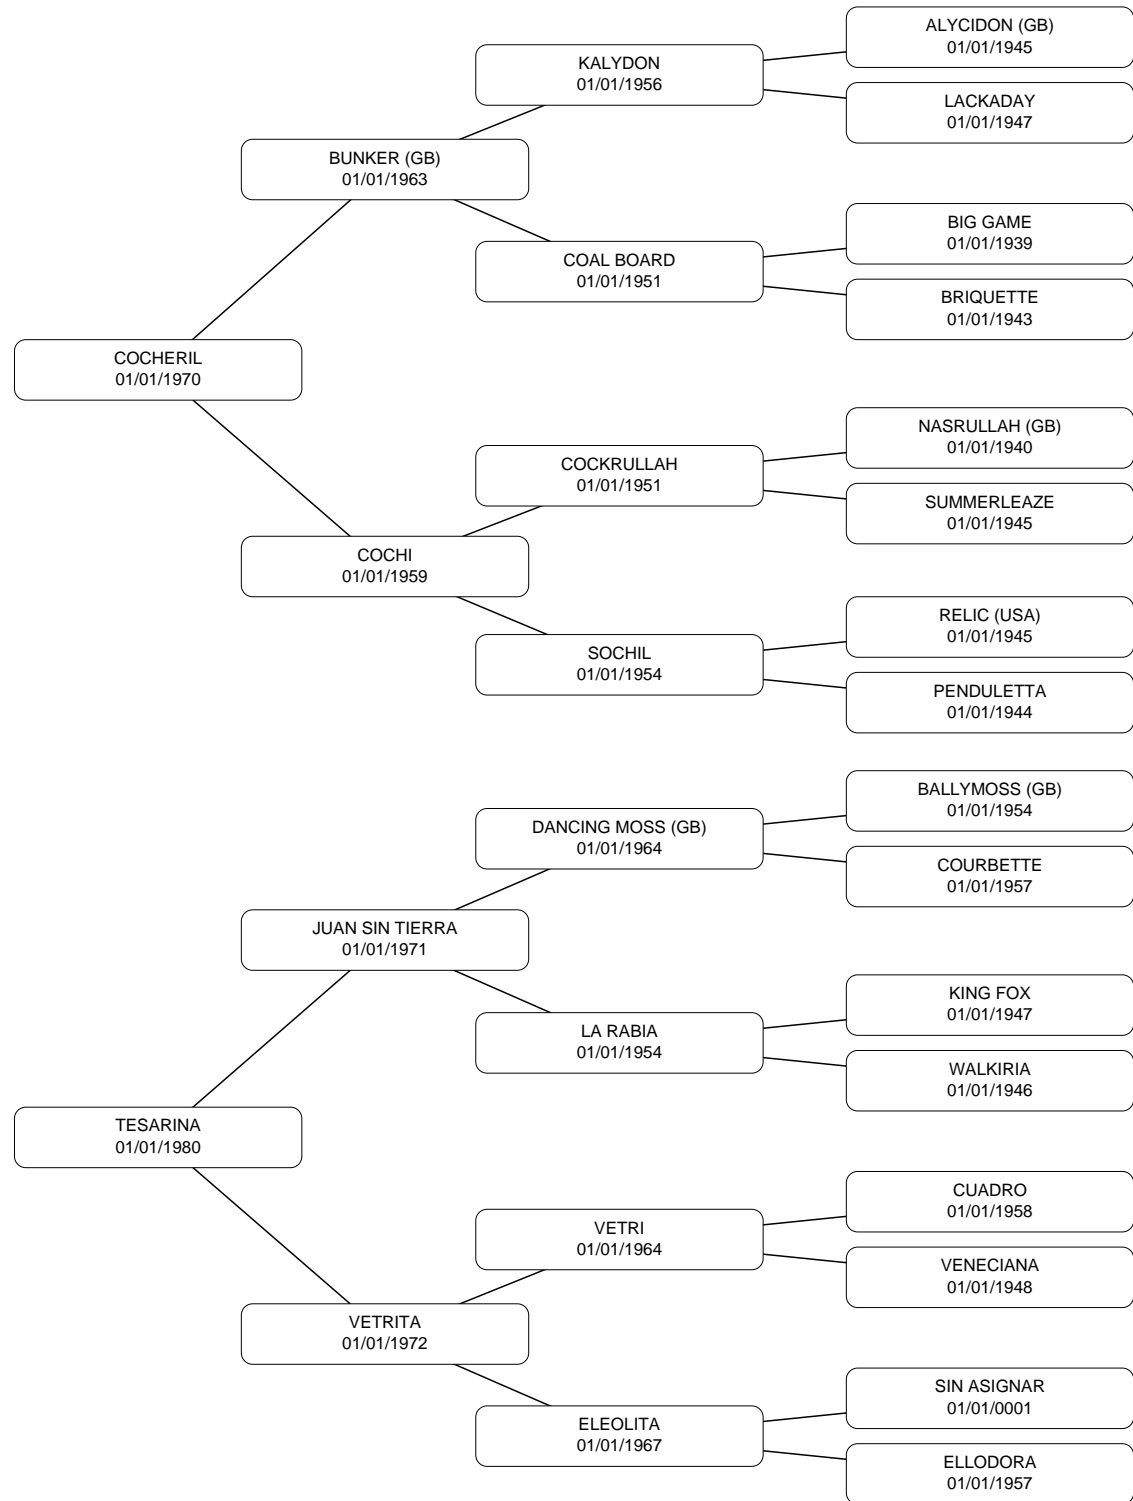 ALYCIDON (GB)
01/01/1945
KALYDON
01/01/1956
LACKADAY
01/01/1947
BUNKER (GB)
01/01/1963
BIG GAME
01/01/1939
COAL BOARD
01/01/1951
BRIQUETTE
01/01/1943
COCHERIL
01/01/1970
NASRULLAH (GB)
01/01/1940
COCKRULLAH
01/01/1951
SUMMERLEAZE
01/01/1945
COCHI
01/01/1959
RELIC (USA)
01/01/1945
SOCHIL
01/01/1954
PENDULETTA
01/01/1944
BALLYMOSS (GB)
01/01/1954
DANCING MOSS (GB)
01/01/1964
COURBETTE
01/01/1957
JUAN SIN TIERRA
01/01/1971
KING FOX
01/01/1947
LA RABIA
01/01/1954
WALKIRIA
01/01/1946
TESARINA
01/01/1980
CUADRO
01/01/1958
VETRI
01/01/1964
VENECIANA
01/01/1948
VETRITA
01/01/1972
SIN ASIGNAR
01/01/0001
ELEOLITA
01/01/1967
ELLODORA
01/01/1957